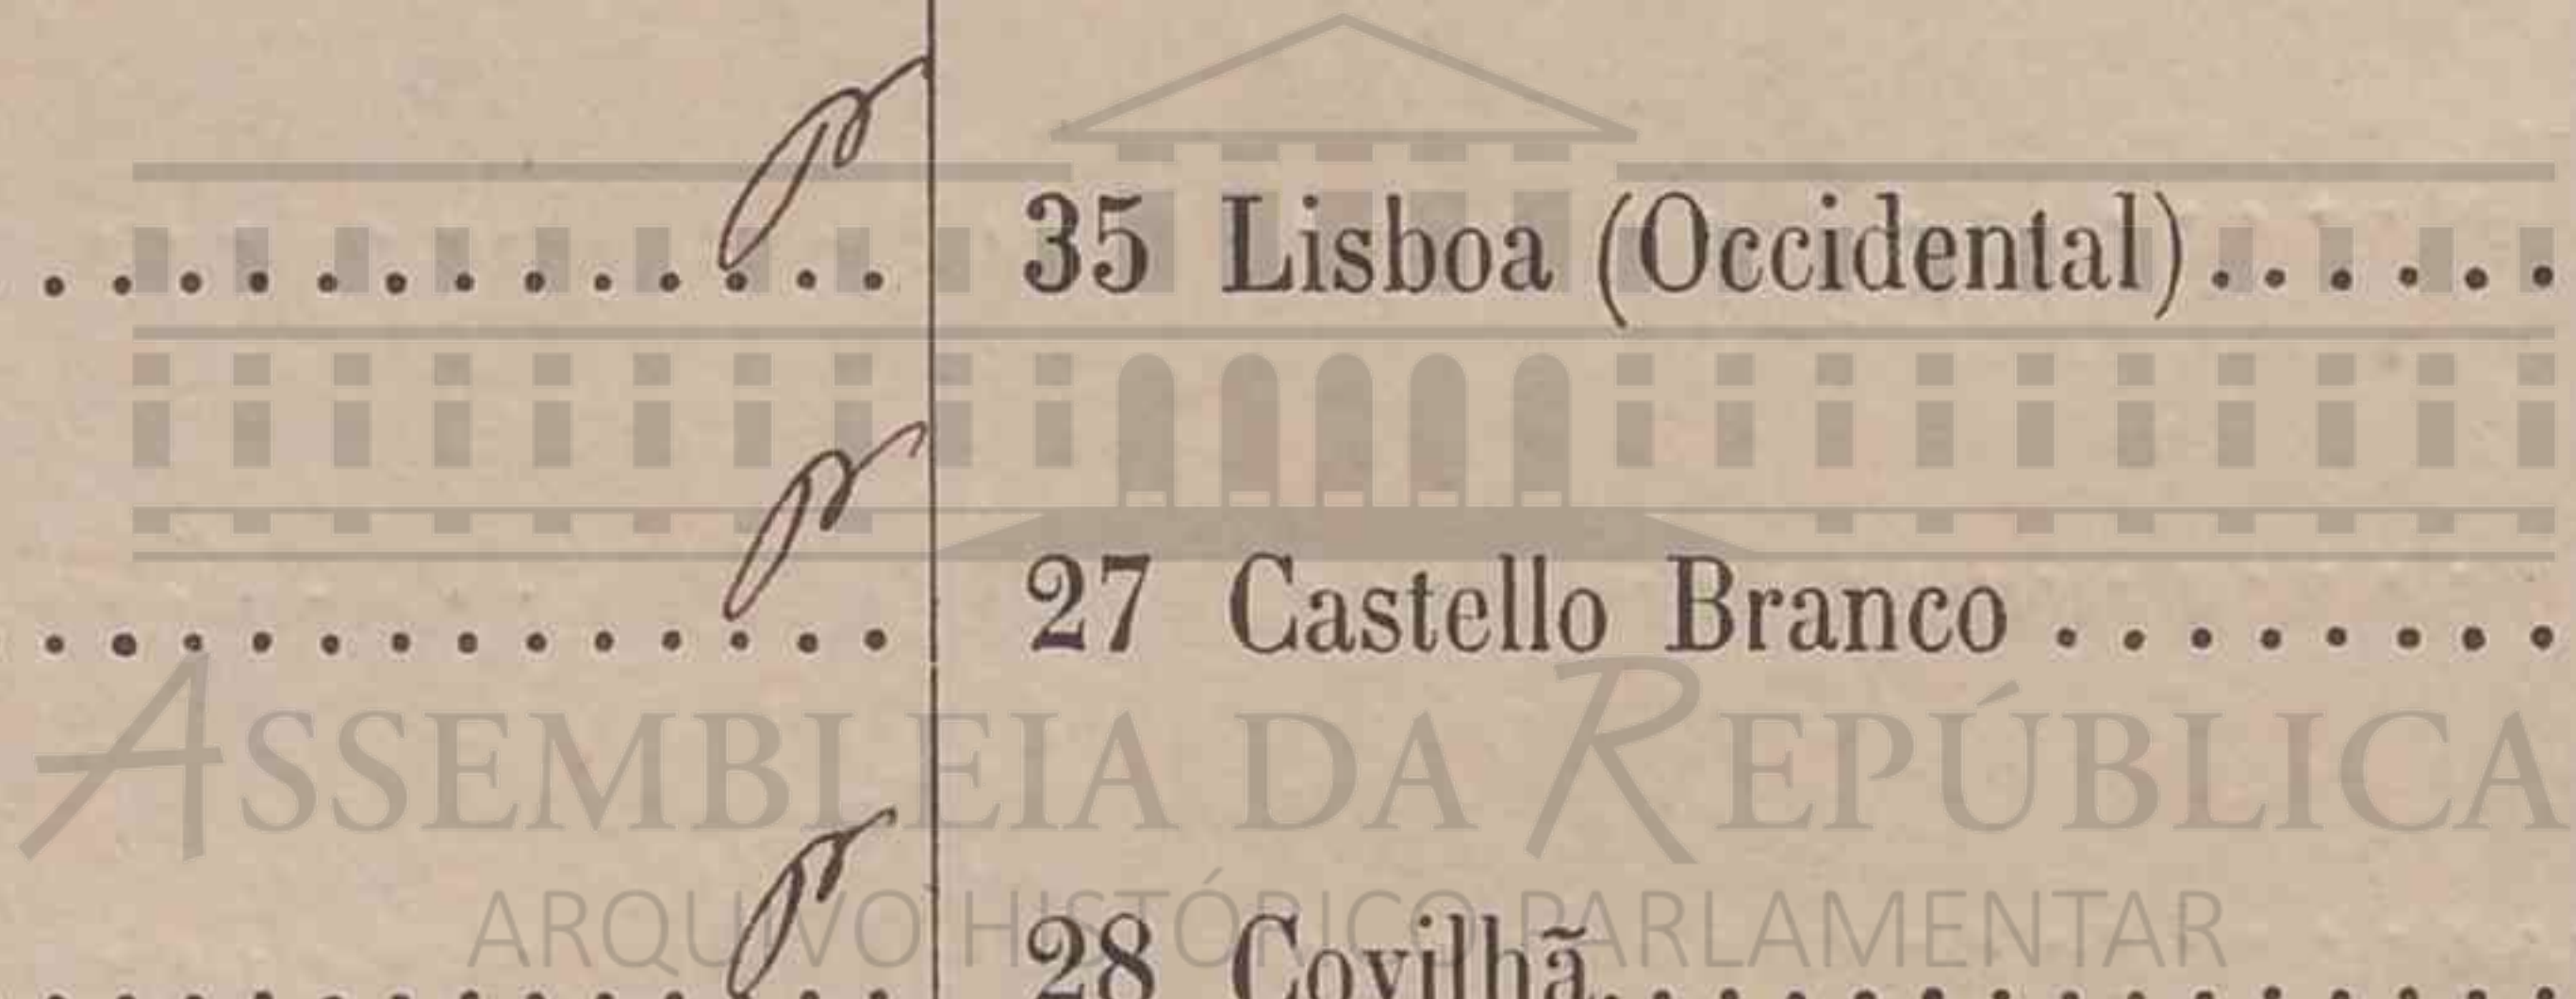 35 Lisboa (Occidental)......
27 Castello Branco........
ASSEMBLEIA DA REPÚBLICA
ARQUIVO HISTÓRICO PARLAMENTAR
28 Covilhã